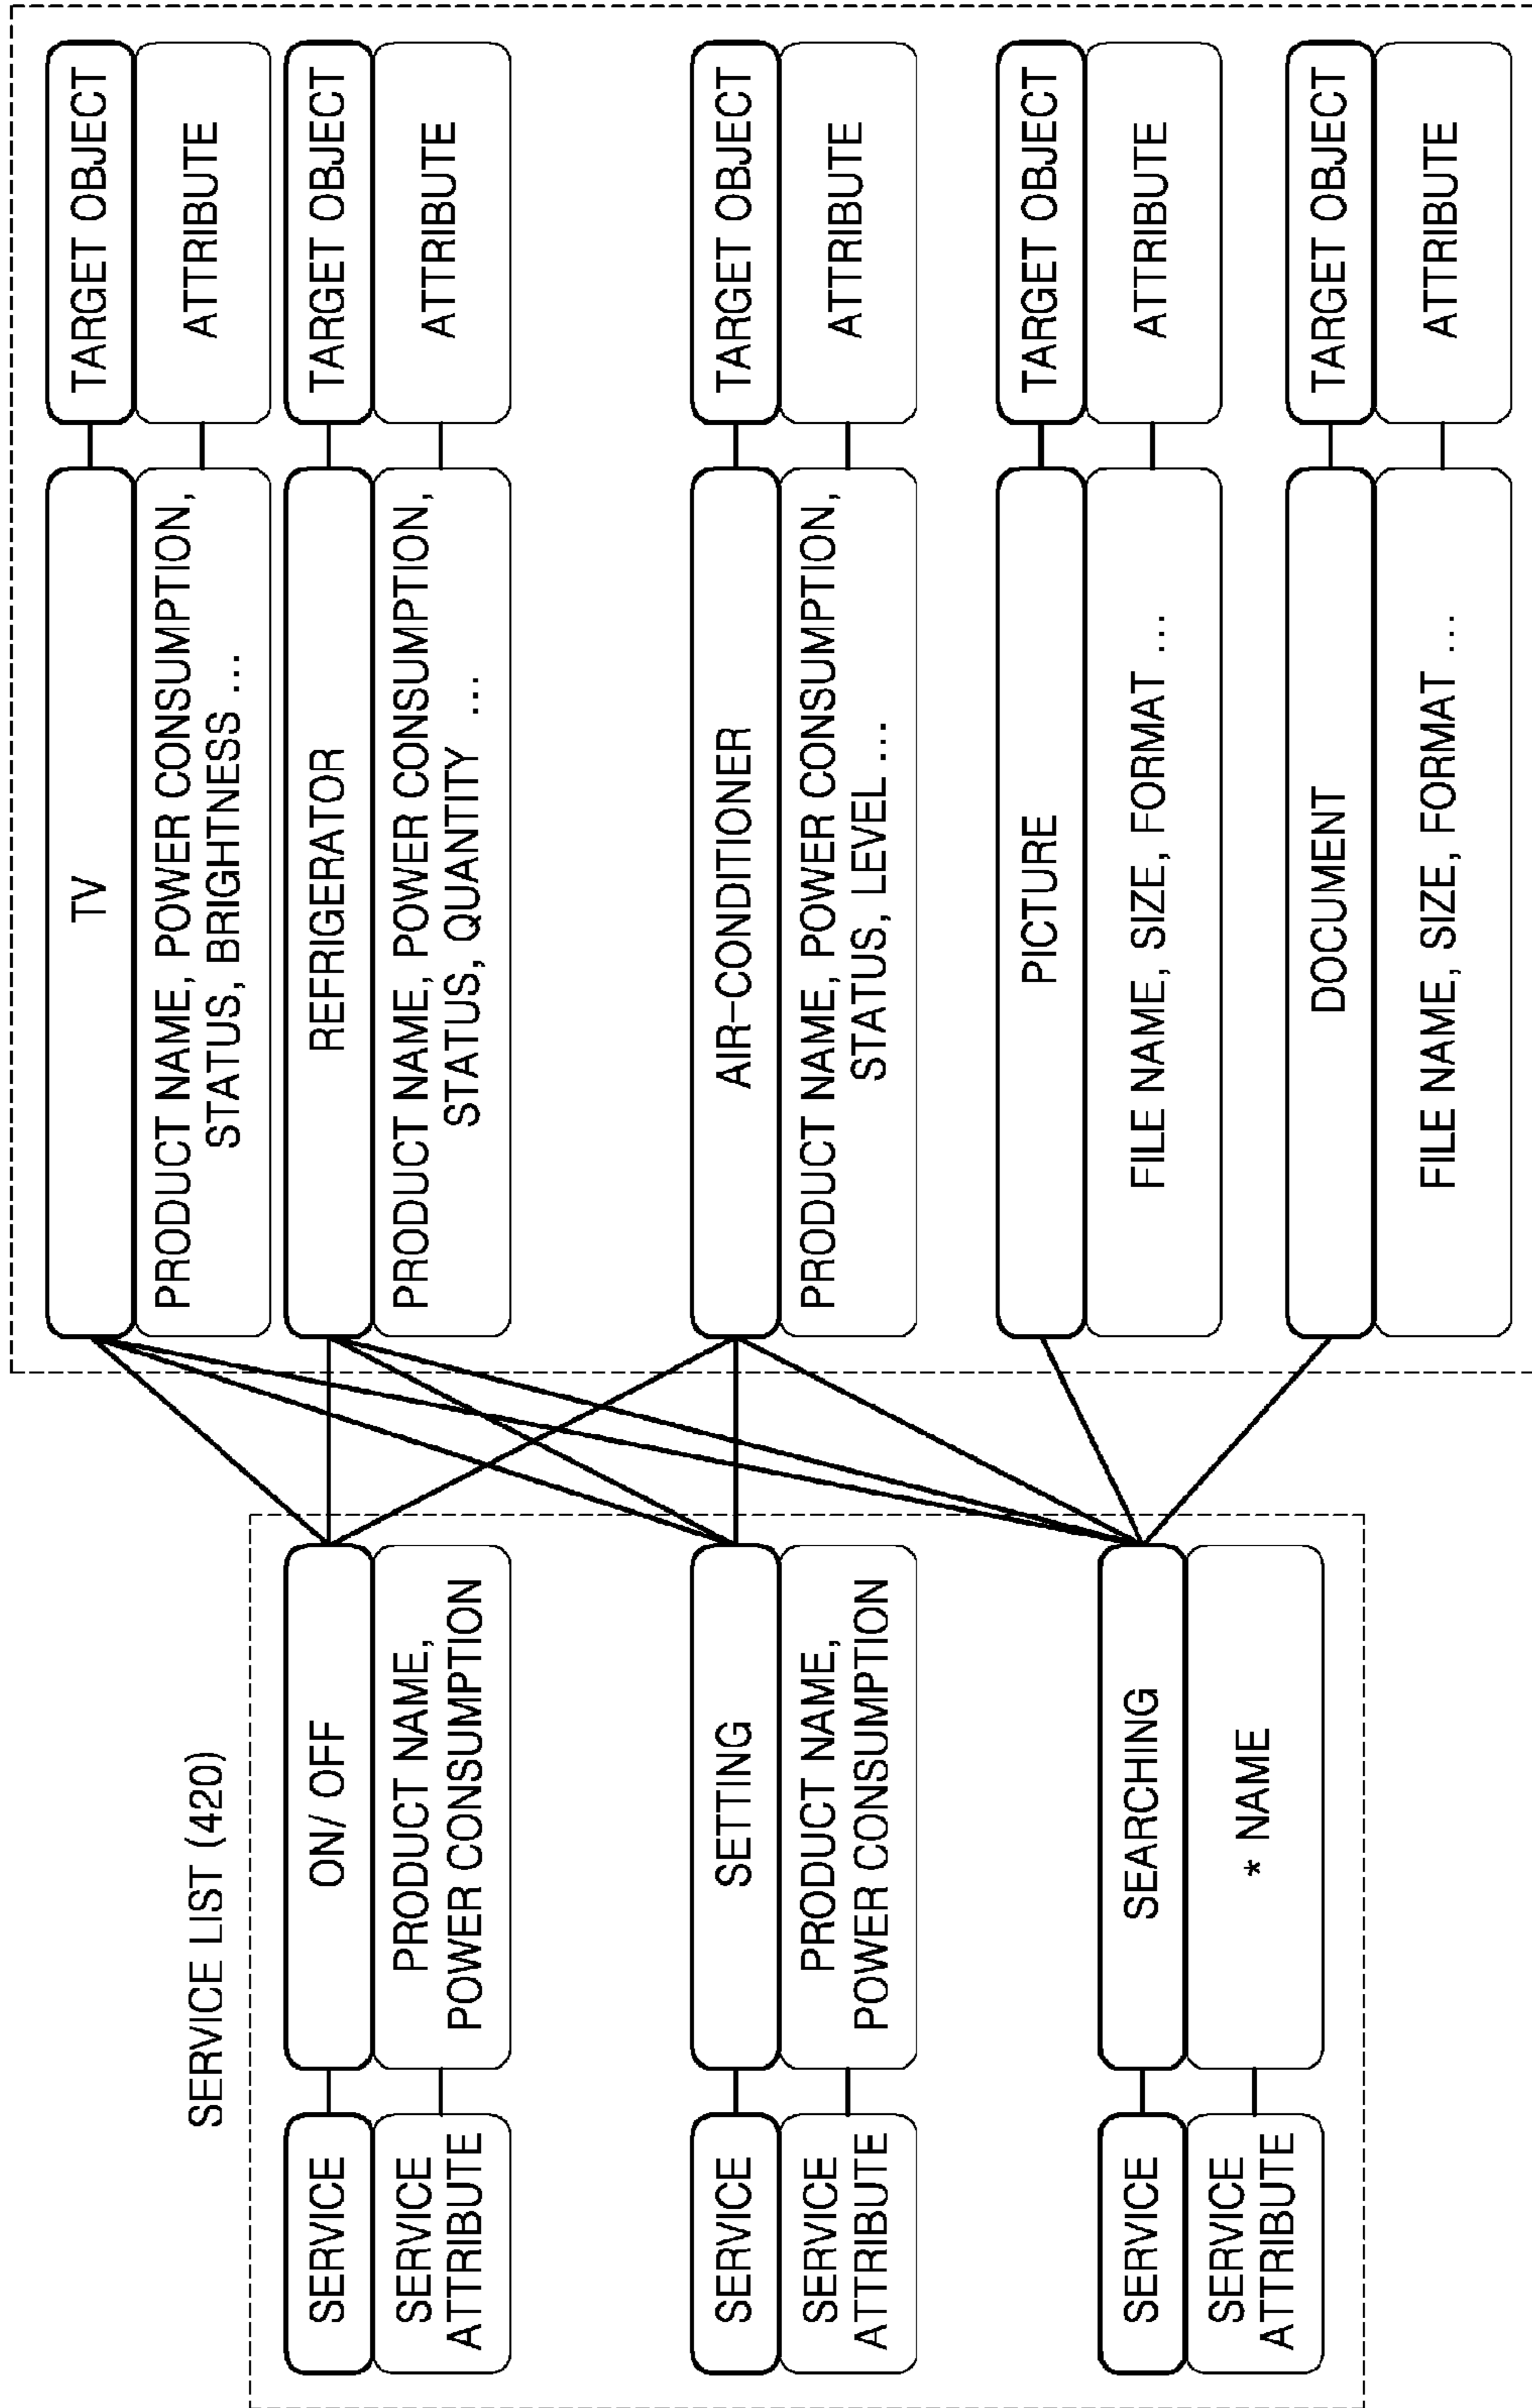 SERVICE LIST (420)
SERVICE
ON/ OFF
SERVICE
ATTRIBUTE
PRODUCT NAME,
POWER CONSUMPTION
SERVICE
SETTING
SERVICE
ATTRIBUTE
PRODUCT NAME,
POWER CONSUMPTION
SERVICE
SEARCHING
SERVICE
ATTRIBUTE
* NAME
TV
TARGET OBJECT
PRODUCT NAME, POWER CONSUMPTION,
STATUS, BRIGHTNESS ...
ATTRIBUTE
REFRIGERATOR
TARGET OBJECT
PRODUCT NAME, POWER CONSUMPTION,
STATUS, QUANTITY ...
ATTRIBUTE
AIR-CONDITIONER
TARGET OBJECT
PRODUCT NAME, POWER CONSUMPTION,
STATUS, LEVEL ...
ATTRIBUTE
PICTURE
TARGET OBJECT
FILE NAME, SIZE, FORMAT ...
ATTRIBUTE
DOCUMENT
TARGET OBJECT
FILE NAME, SIZE, FORMAT ...
ATTRIBUTE